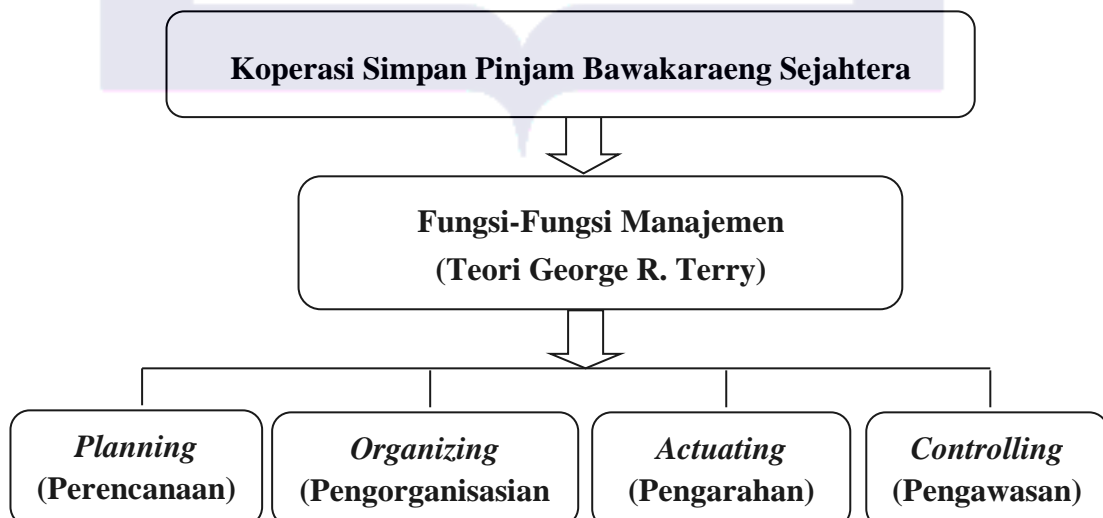 Koperasi Simpan Pinjam Bawakaraeng Sejahtera
Fungsi-Fungsi Manajemen
(Teori George R. Terry)
Planning
(Perencanaan)
Organizing
(Pengorganisasian
Actuating
(Pengarahan)
Controlling
(Pengawasan)